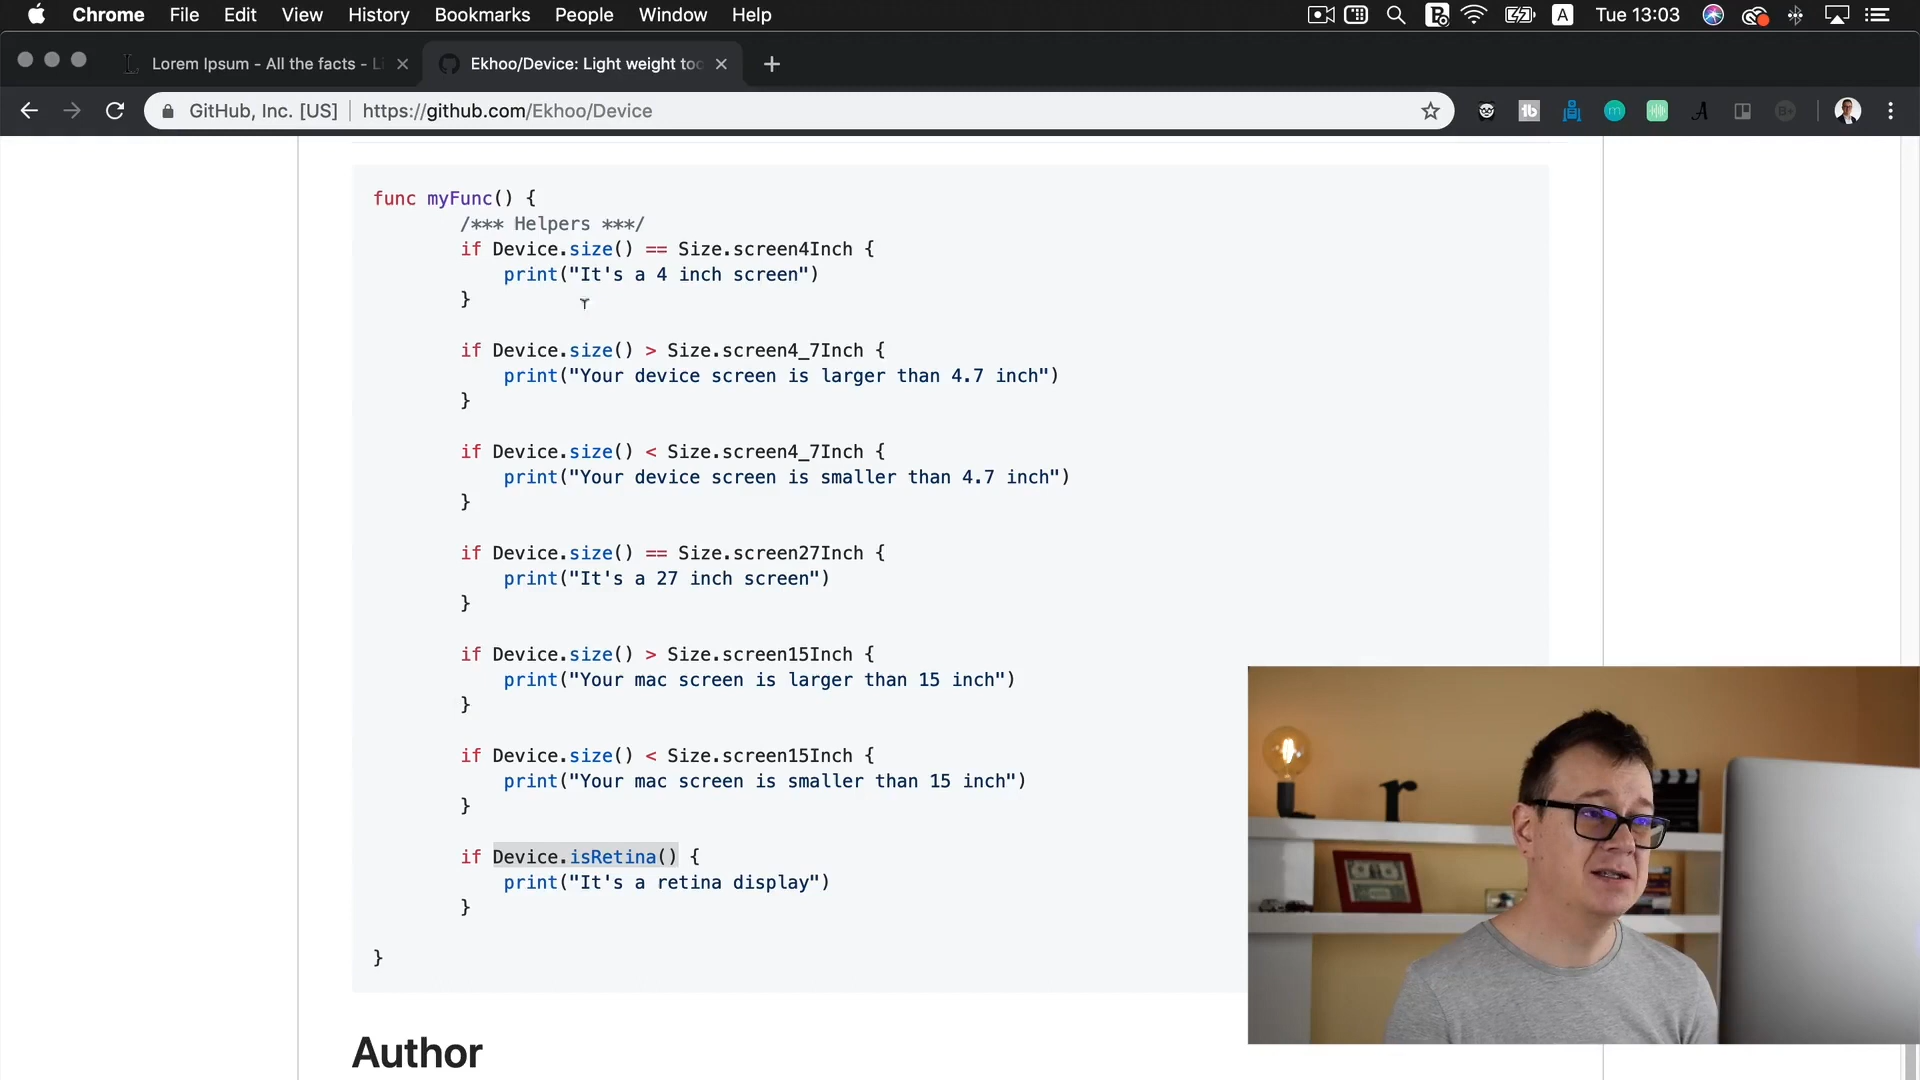 Chrome File Edit View History Bookmarks People Window Help
A Tue 13:03
Lorem Ipsum - All the facts - Li
Ekhoo/Device: Light weight too
GitHub, Inc. [US] https://github.com/Ekhoo/Device
func myFunc() {
/*** Helpers ***/
if Device.size() == Size.screen4Inch {
print("It's a 4 inch screen")
}
if Device.size() > Size.screen4_7Inch {
print("Your device screen is larger than 4.7 inch")
}
if Device.size() < Size.screen4_7Inch {
print("Your device screen is smaller than 4.7 inch")
}
if Device.size() == Size.screen27Inch {
print("It's a 27 inch screen")
}
if Device.size() > Size.screen15Inch {
print("Your mac screen is larger than 15 inch")
}
if Device.size() < Size.screen15Inch {
print("Your mac screen is smaller than 15 inch")
}
if Device.isRetina() {
print("It's a retina display")
}
}
Author